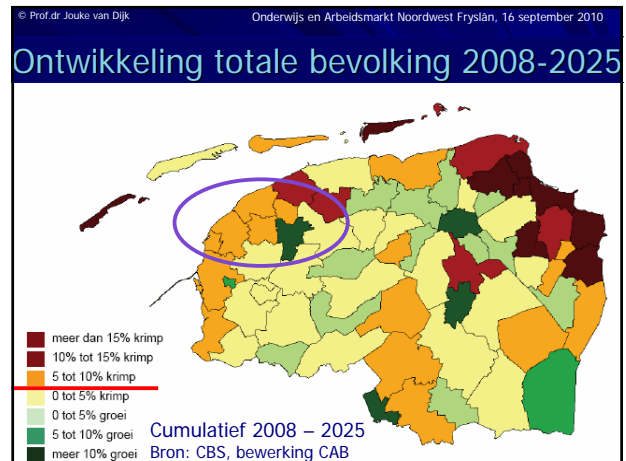 © Prof.dr Jouke van Dijk
Onderwijs en Arbeidsmarkt Noordwest Fryslân, 16 september 2010
Ontwikkeling totale bevolking 2008-2025
meer dan 15% krimp
10% tot 15% krimp
5 tot 10% krimp
0 tot 5% krimp
0 tot 5% groei
5 tot 10% groei
meer 10% groei
Cumulatief 2008 – 2025
Bron: CBS, bewerking CAB